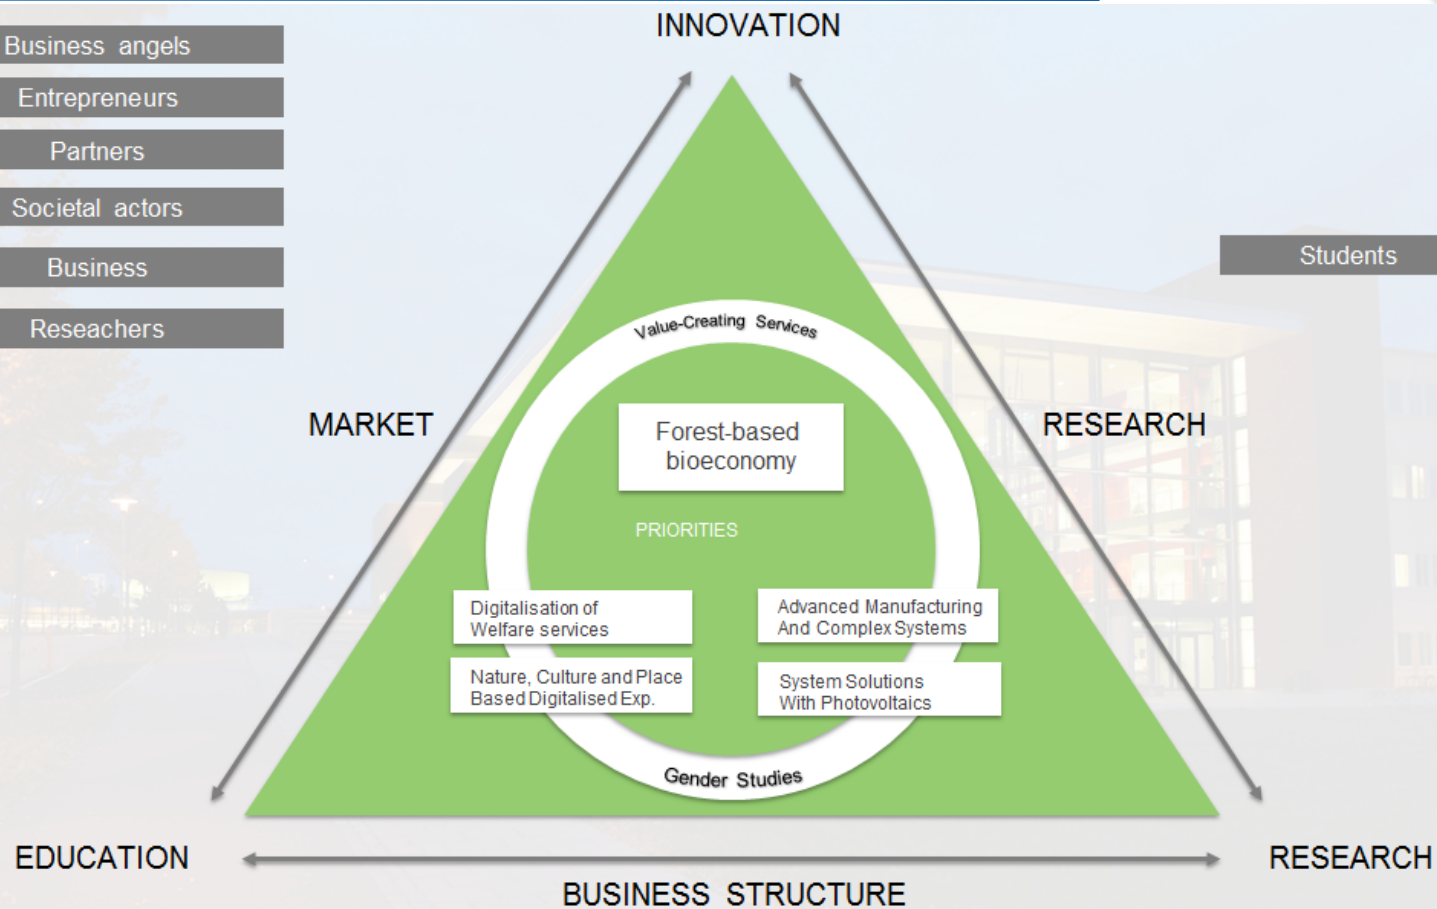 INNOVATION
Business angels
Entrepreneurs
Partners
Societal actors
Business
Reseachers
Students
Value-Creating Services
MARKET
RESEARCH
Forest-based
bioeconomy
PRIORITIES
Digitalisation of
Welfare services
Advanced Manufacturing
And Complex Systems
Nature, Culture and Place
Based Digitalised Exp.
System Solutions
With Photovoltaics
Gender Studies
EDUCATION
RESEARCH
BUSINESS STRUCTURE